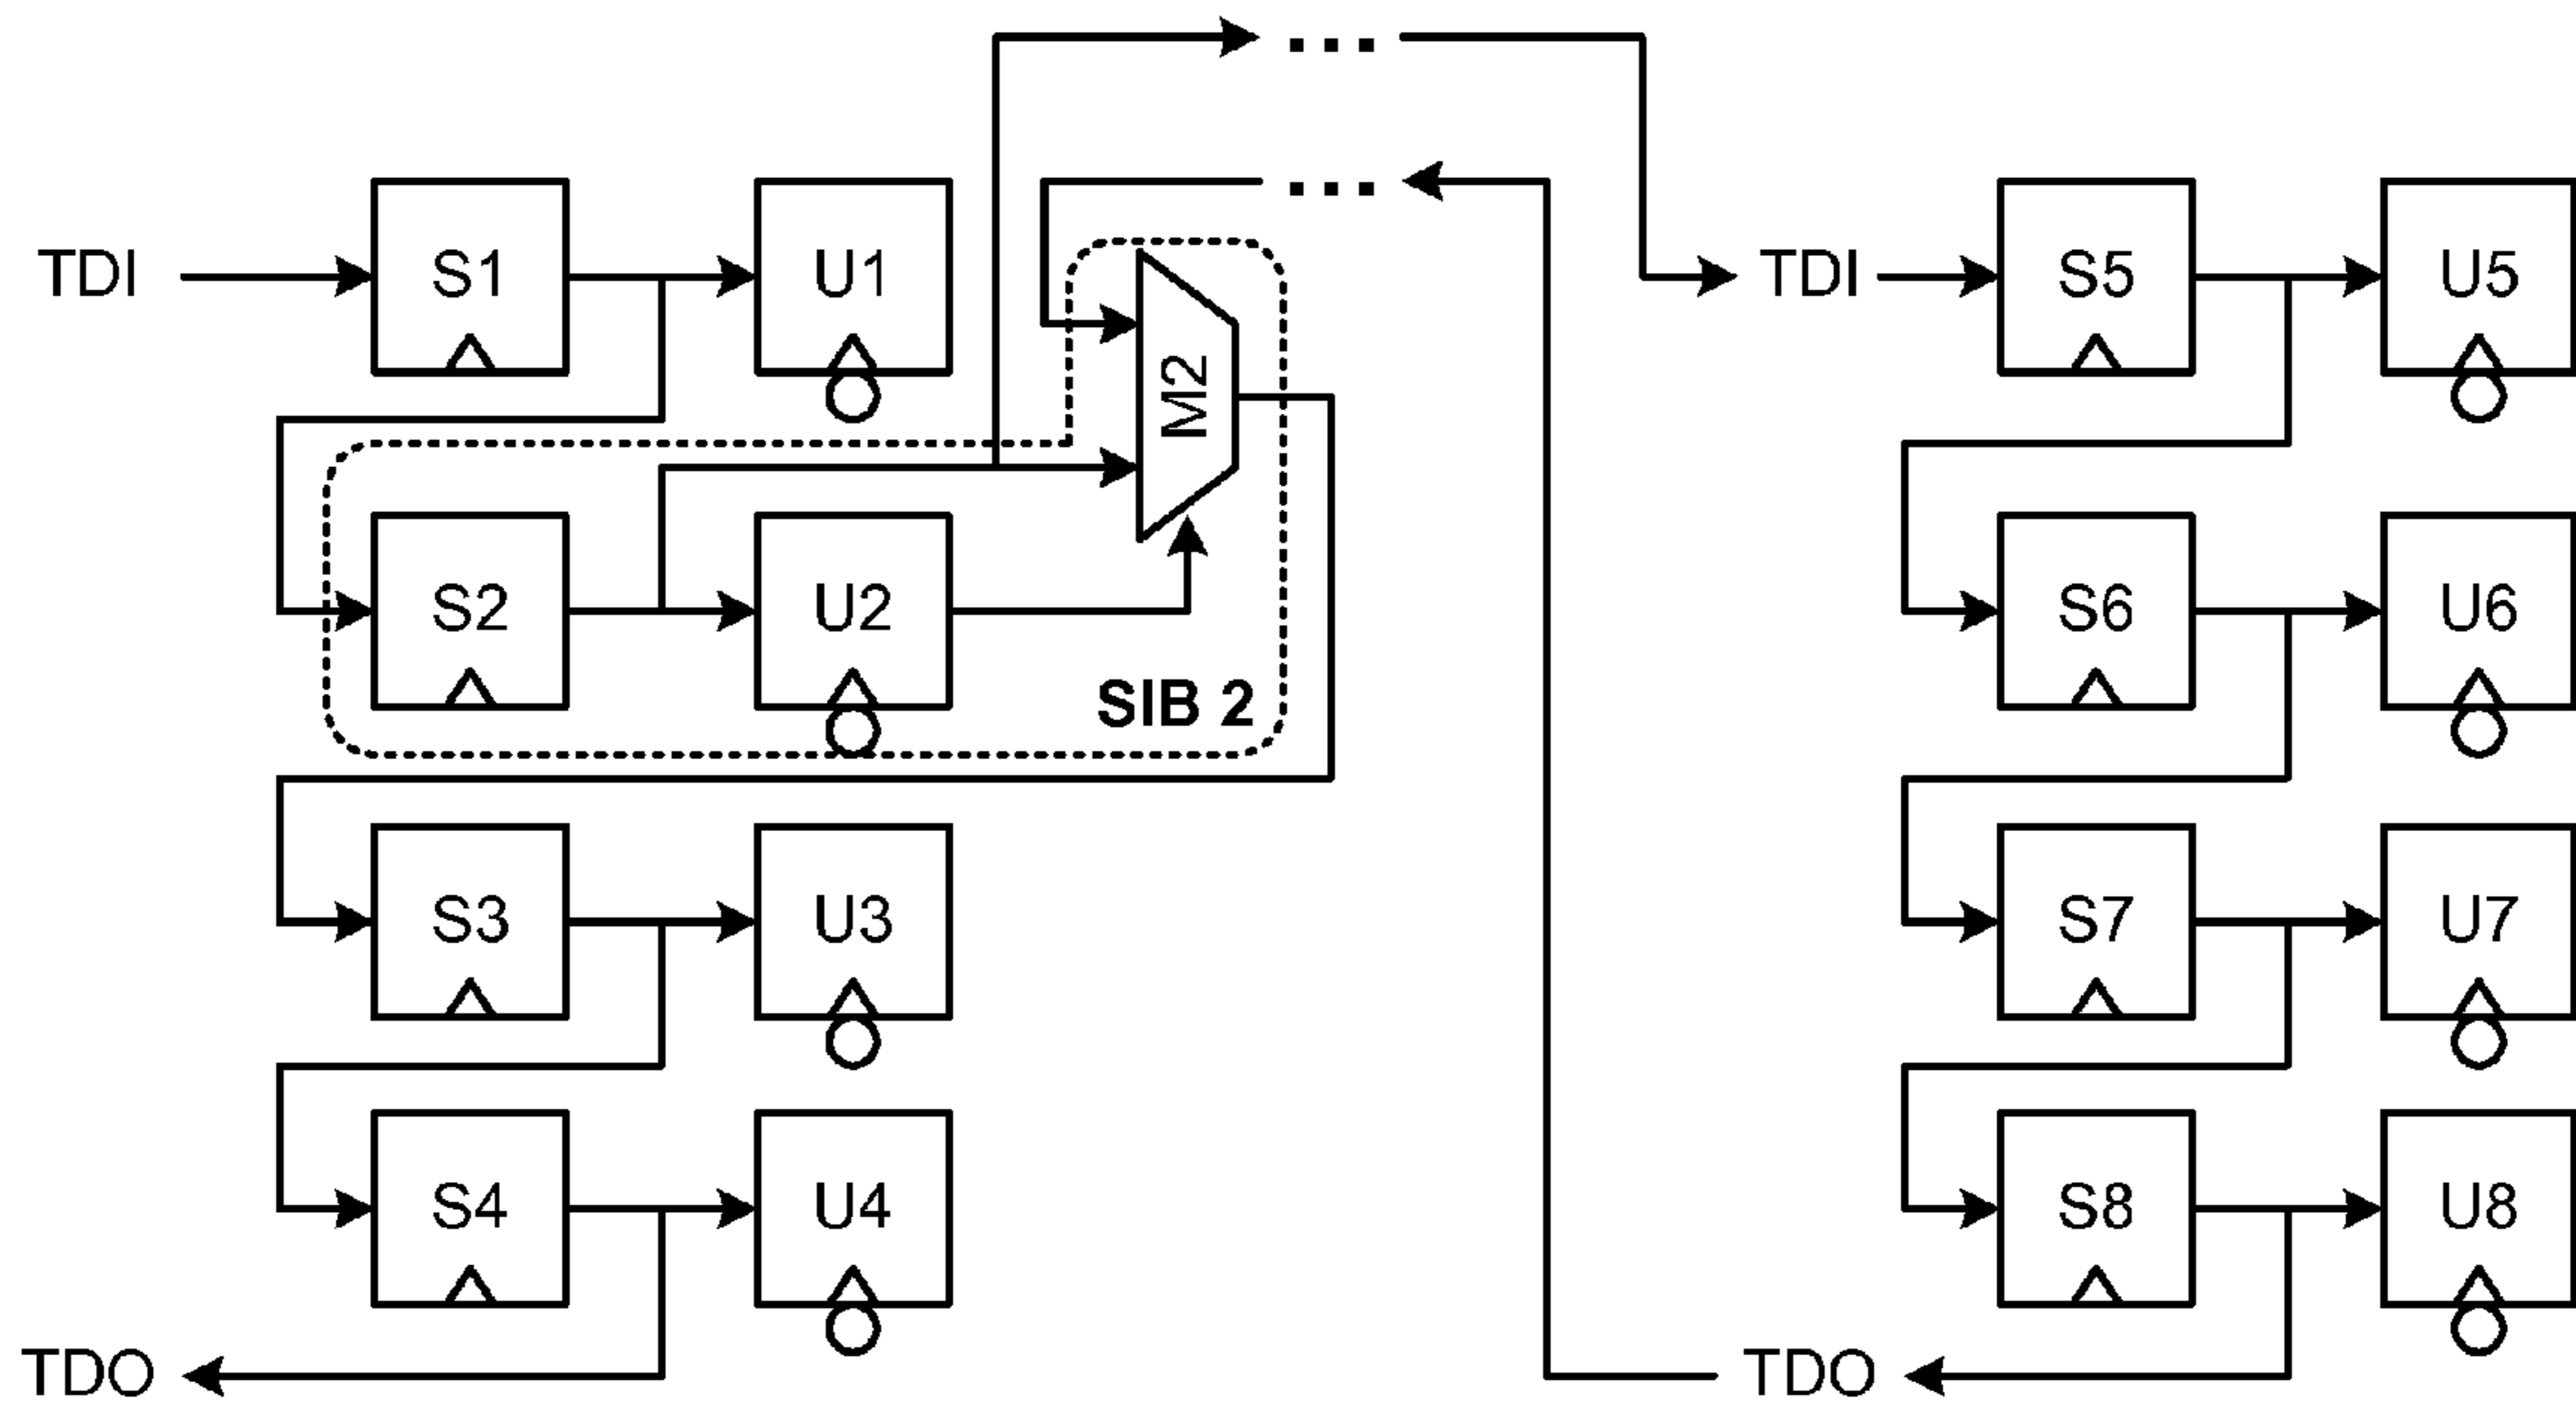 ... 
...
TDI S1 U1 M2 TDI S5 U5
S2 U2 S6 U6
SIB 2
S3 U3 S7 U7
S4 U4 S8 U8
TDO TDO